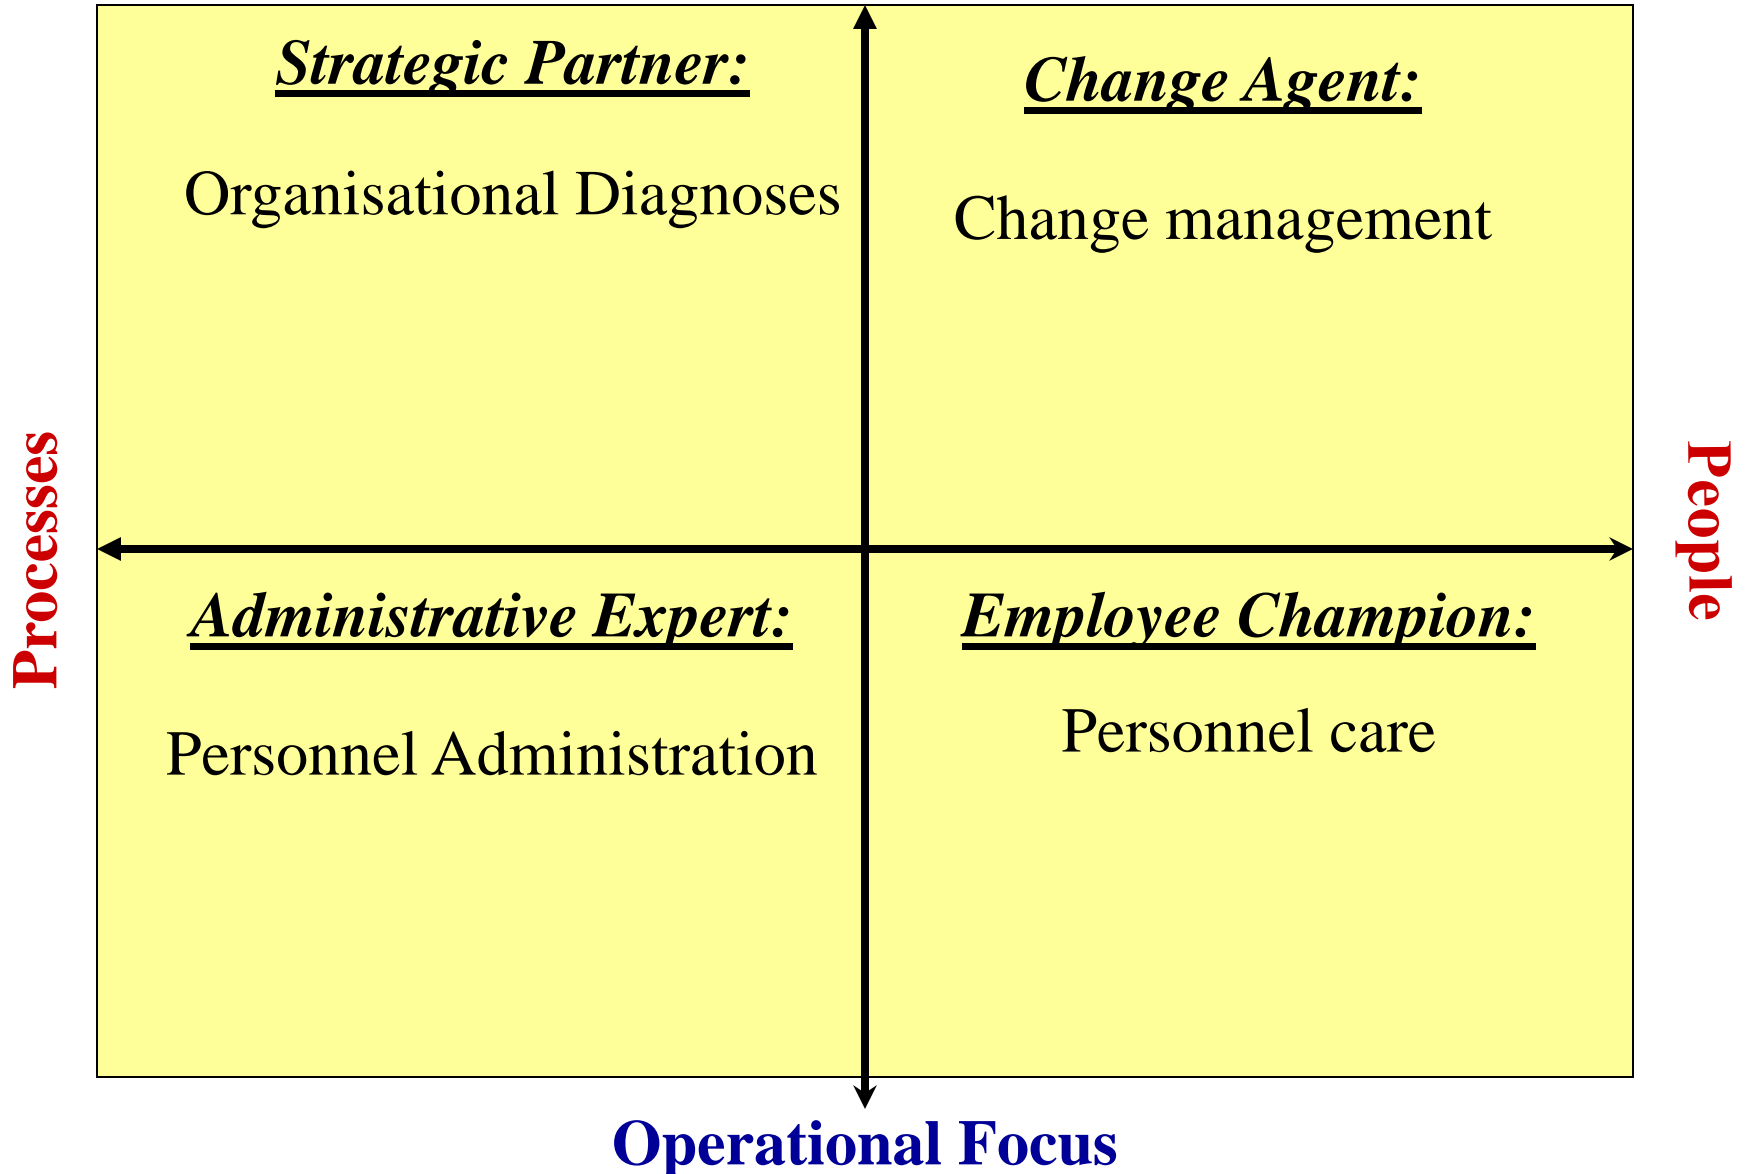 Strategic Partner:
Organisational Diagnoses
Change Agent:
Change management
Processes
People
Administrative Expert:
Personnel Administration
Employee Champion:
Personnel care
Operational Focus